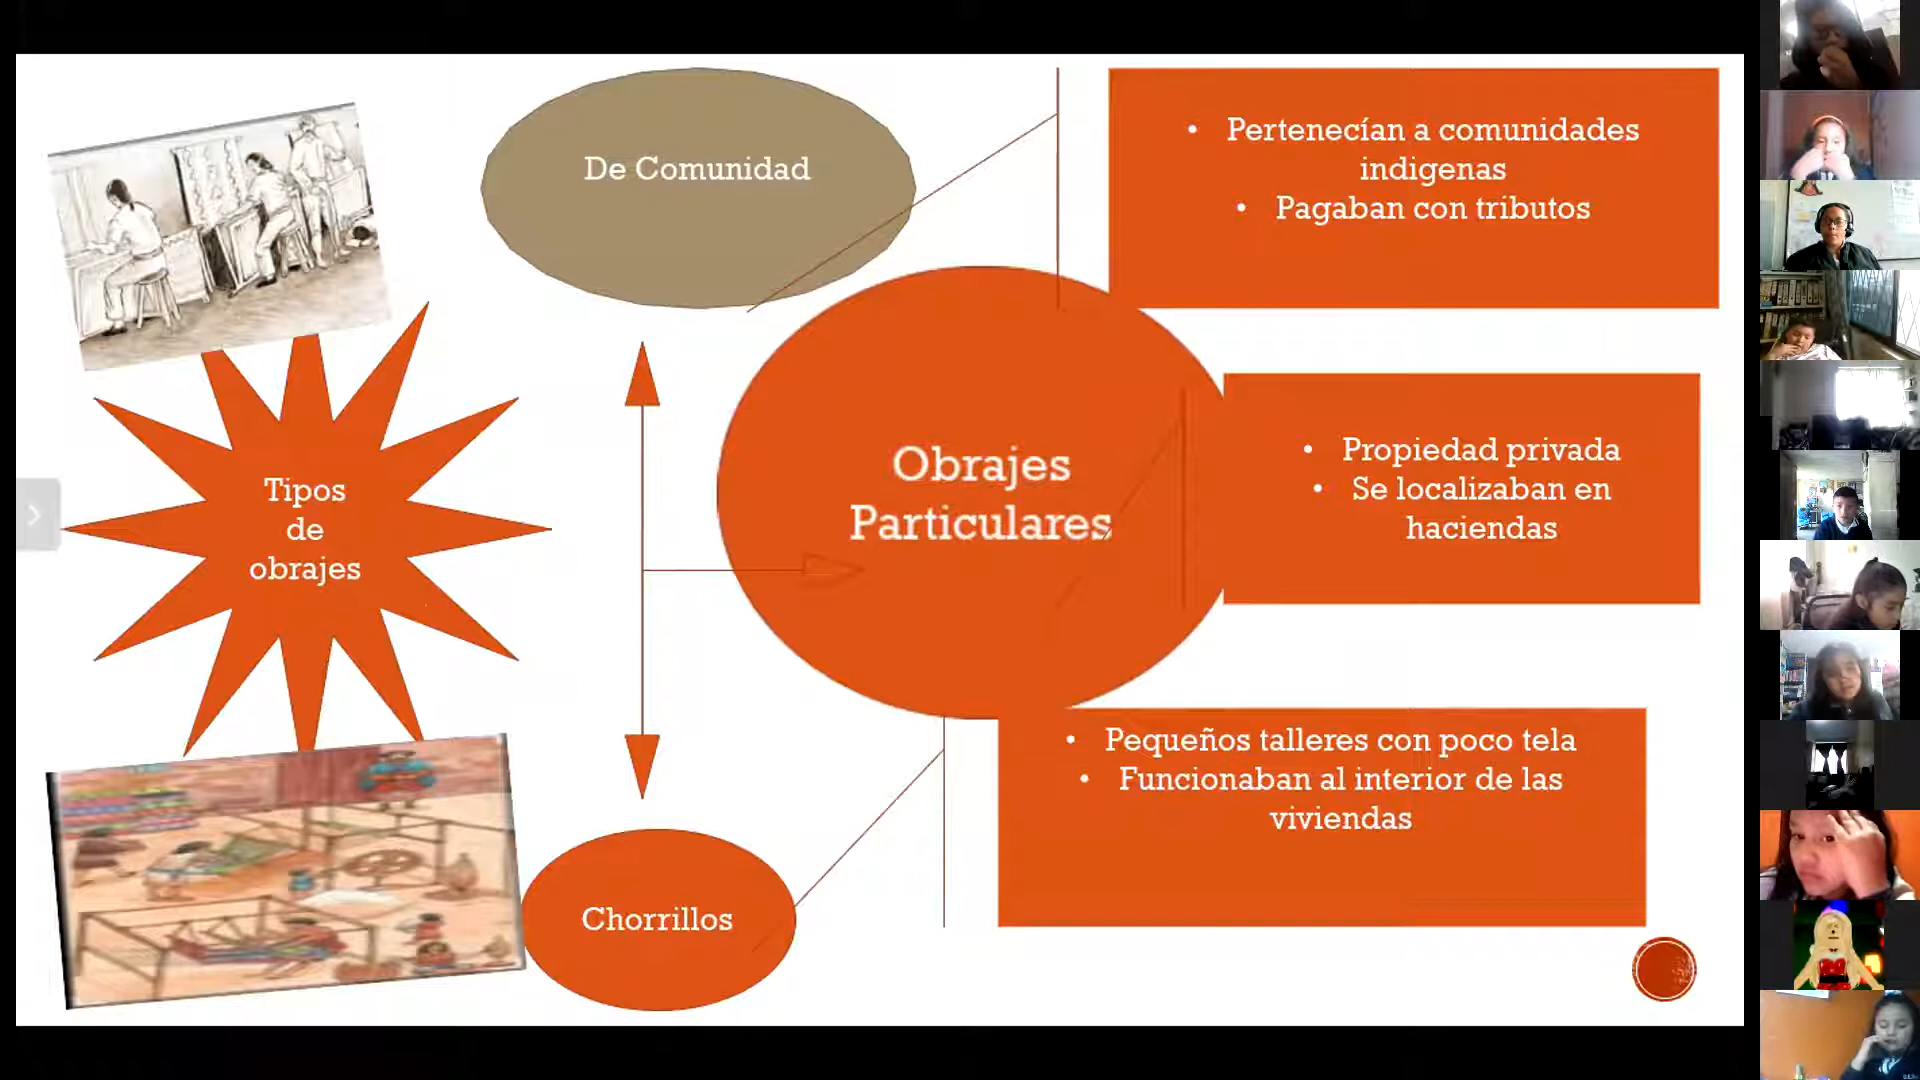 Tipos
de
obrajes
De Comunidad
• Pertenecían a comunidades
indigenas
• Pagaban con tributos
Obrajes
Particulares
• Propiedad privada
• Se localizaban en
haciendas
Chorrillos
• Pequeños talleres con poco tela
• Funcionaban al interior de las
viviendas